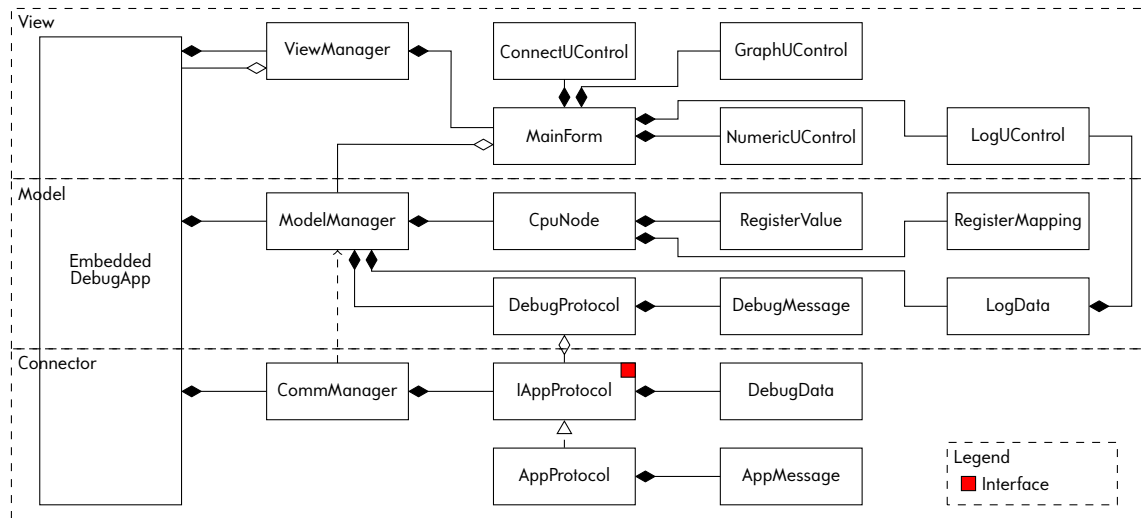 View
ViewManager
ConnectUControl
GraphUControl
MainForm
NumericUControl
LogUControl
Model
Embedded
DebugApp
ModelManager
CpuNode
RegisterValue
RegisterMapping
DebugProtocol
DebugMessage
LogData
Connector
CommManager
IAppProtocol
DebugData
AppProtocol
AppMessage
Legend
Interface